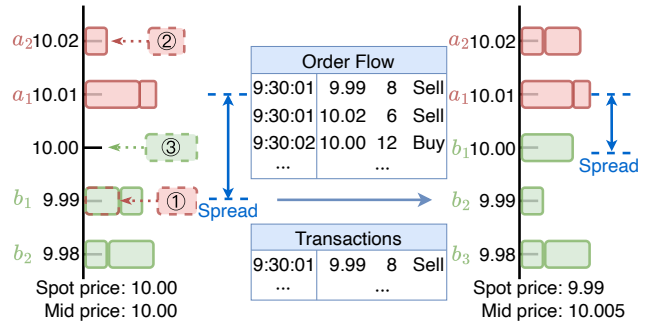 a2 10.02 ②
a1 10.01
10.00 ③
b1 9.99 ①
b2 9.98
Spot price: 10.00
Mid price: 10.00
Spread
Order Flow
9:30:01 9.99 8 Sell
9:30:01 10.02 6 Sell
9:30:02 10.00 12 Buy
... ...
Transactions
9:30:01 9.99 8 Sell
... ...
a2 10.02
a1 10.01
b1 10.00
Spread
b2 9.99
b3 9.98
Spot price: 9.99
Mid price: 10.005